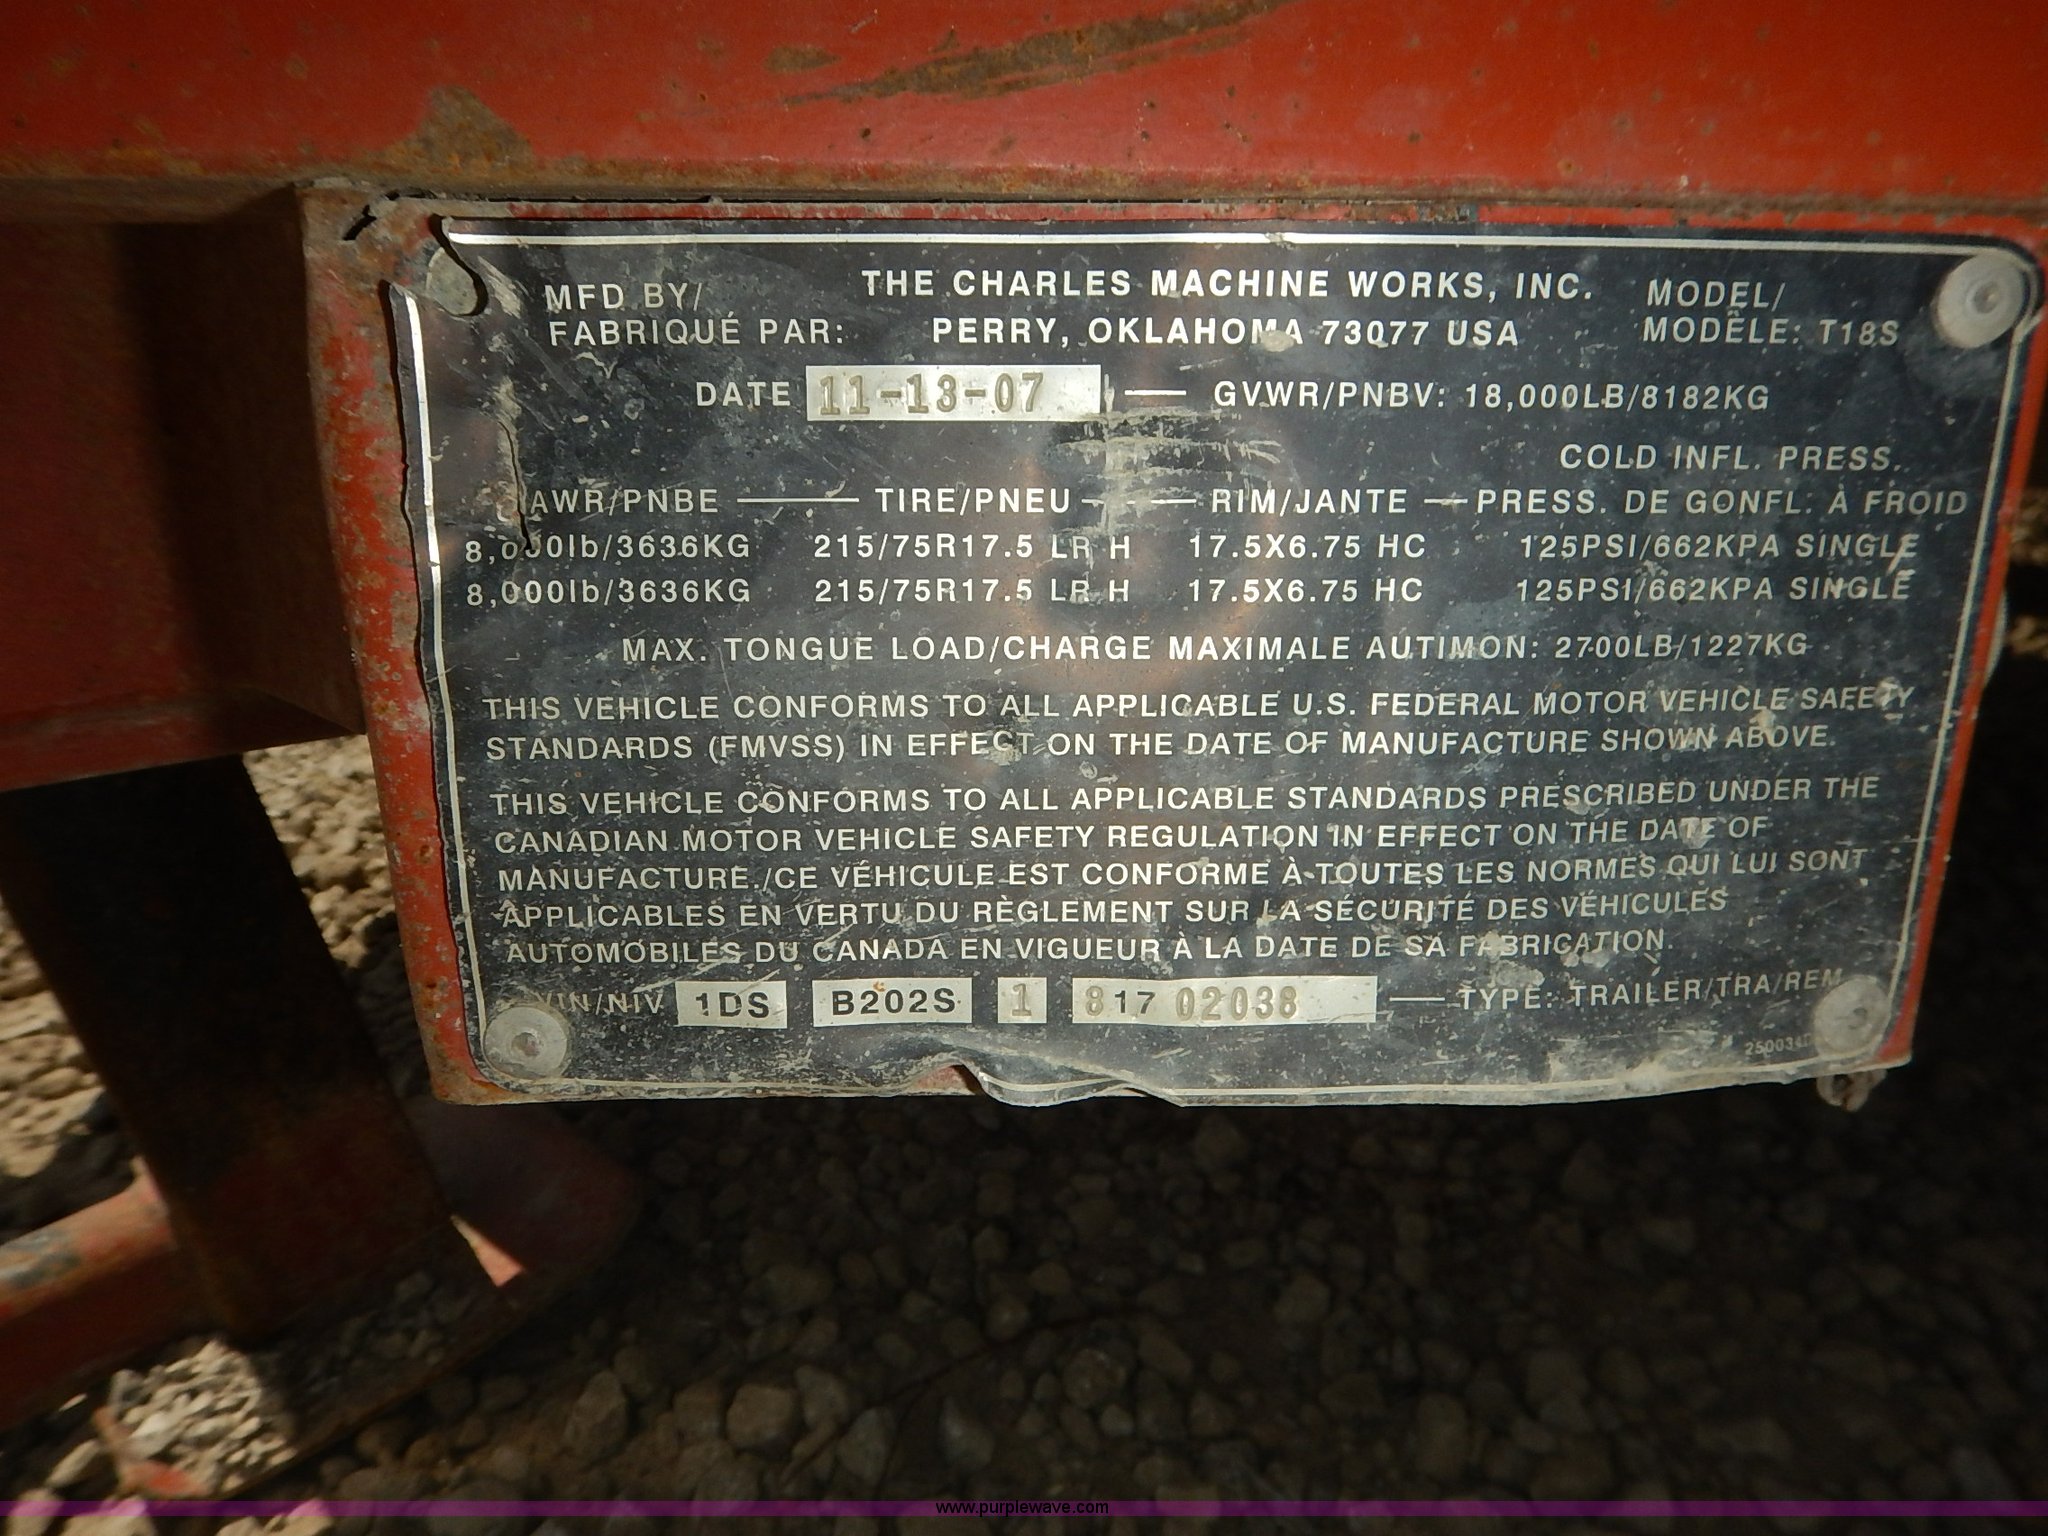 MFD BY/ THE CHARLES MACHINE WORKS, INC. MODEL/
FABRIQUÉ PAR: PERRY, OKLAHOMA 73077 USA MODÈLE: T18S
DATE 11-13-07 — GVWR/PNBV: 18,000LB/8182KG
COLD INFL. PRESS.
AWR/PNBE — TIRE/PNEU — RIM/JANTE — PRESS. DE GONFL. À FROID
8,000lb/3636KG 215/75R17.5 LR H 17.5X6.75 HC 125PSI/662KPA SINGLE
8,000lb/3636KG 215/75R17.5 LR H 17.5X6.75 HC 125PSI/662KPA SINGLE
MAX. TONGUE LOAD/CHARGE MAXIMALE AUTIMON: 2700LB/1227KG
THIS VEHICLE CONFORMS TO ALL APPLICABLE U.S. FEDERAL MOTOR VEHICLE SAFETY
STANDARDS (FMVSS) IN EFFECT ON THE DATE OF MANUFACTURE SHOWN ABOVE.
THIS VEHICLE CONFORMS TO ALL APPLICABLE STANDARDS PRESCRIBED UNDER THE
CANADIAN MOTOR VEHICLE SAFETY REGULATION IN EFFECT ON THE DATE OF
MANUFACTURE./CE VÉHICULE EST CONFORME À TOUTES LES NORMES QUI LUI SONT
APPLICABLES EN VERTU DU RÈGLEMENT SUR LA SÉCURITÉ DES VÉHICULES
AUTOMOBILES DU CANADA EN VIGUEUR À LA DATE DE SA FABRICATION.
VIN/NIV 1DS B202S 1 817 02038 — TYPE: TRAILER/TRA/REM
www.purplewave.com